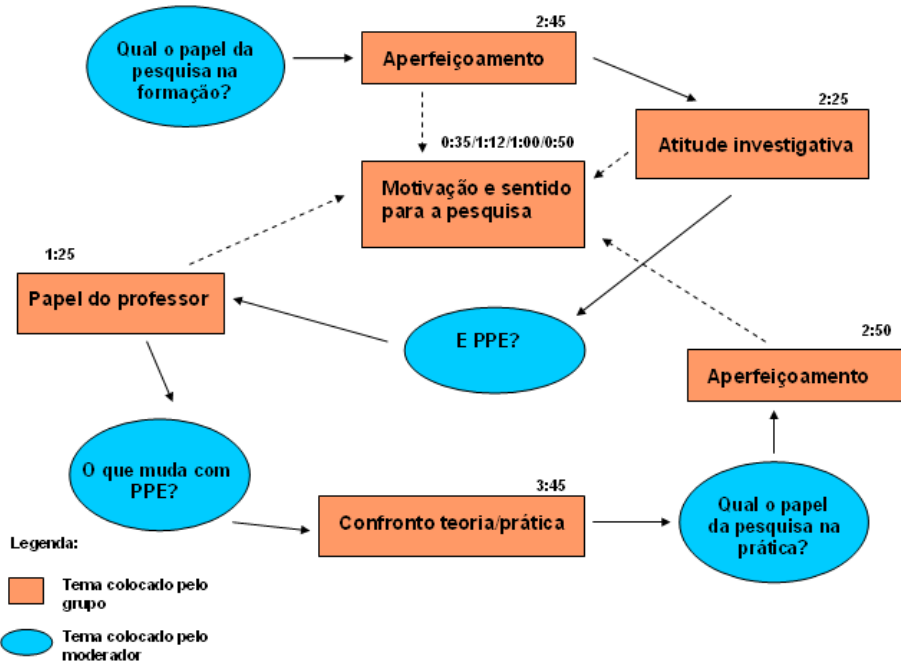 Qual o papel da
pesquisa na
formação?
2:45
Aperfeiçoamento
2:25
Atitude investigativa
0:35/1:12/1:00/0:50
Motivação e sentido
para a pesquisa
1:25
Papel do professor
E PPE?
2:50
Aperfeiçoamento
O que muda com
PPE?
3:45
Confronto teoria/prática
Qual o papel
da pesquisa na
prática?
Legenda:
Tema colocado pelo
grupo
Tema colocado pelo
moderador